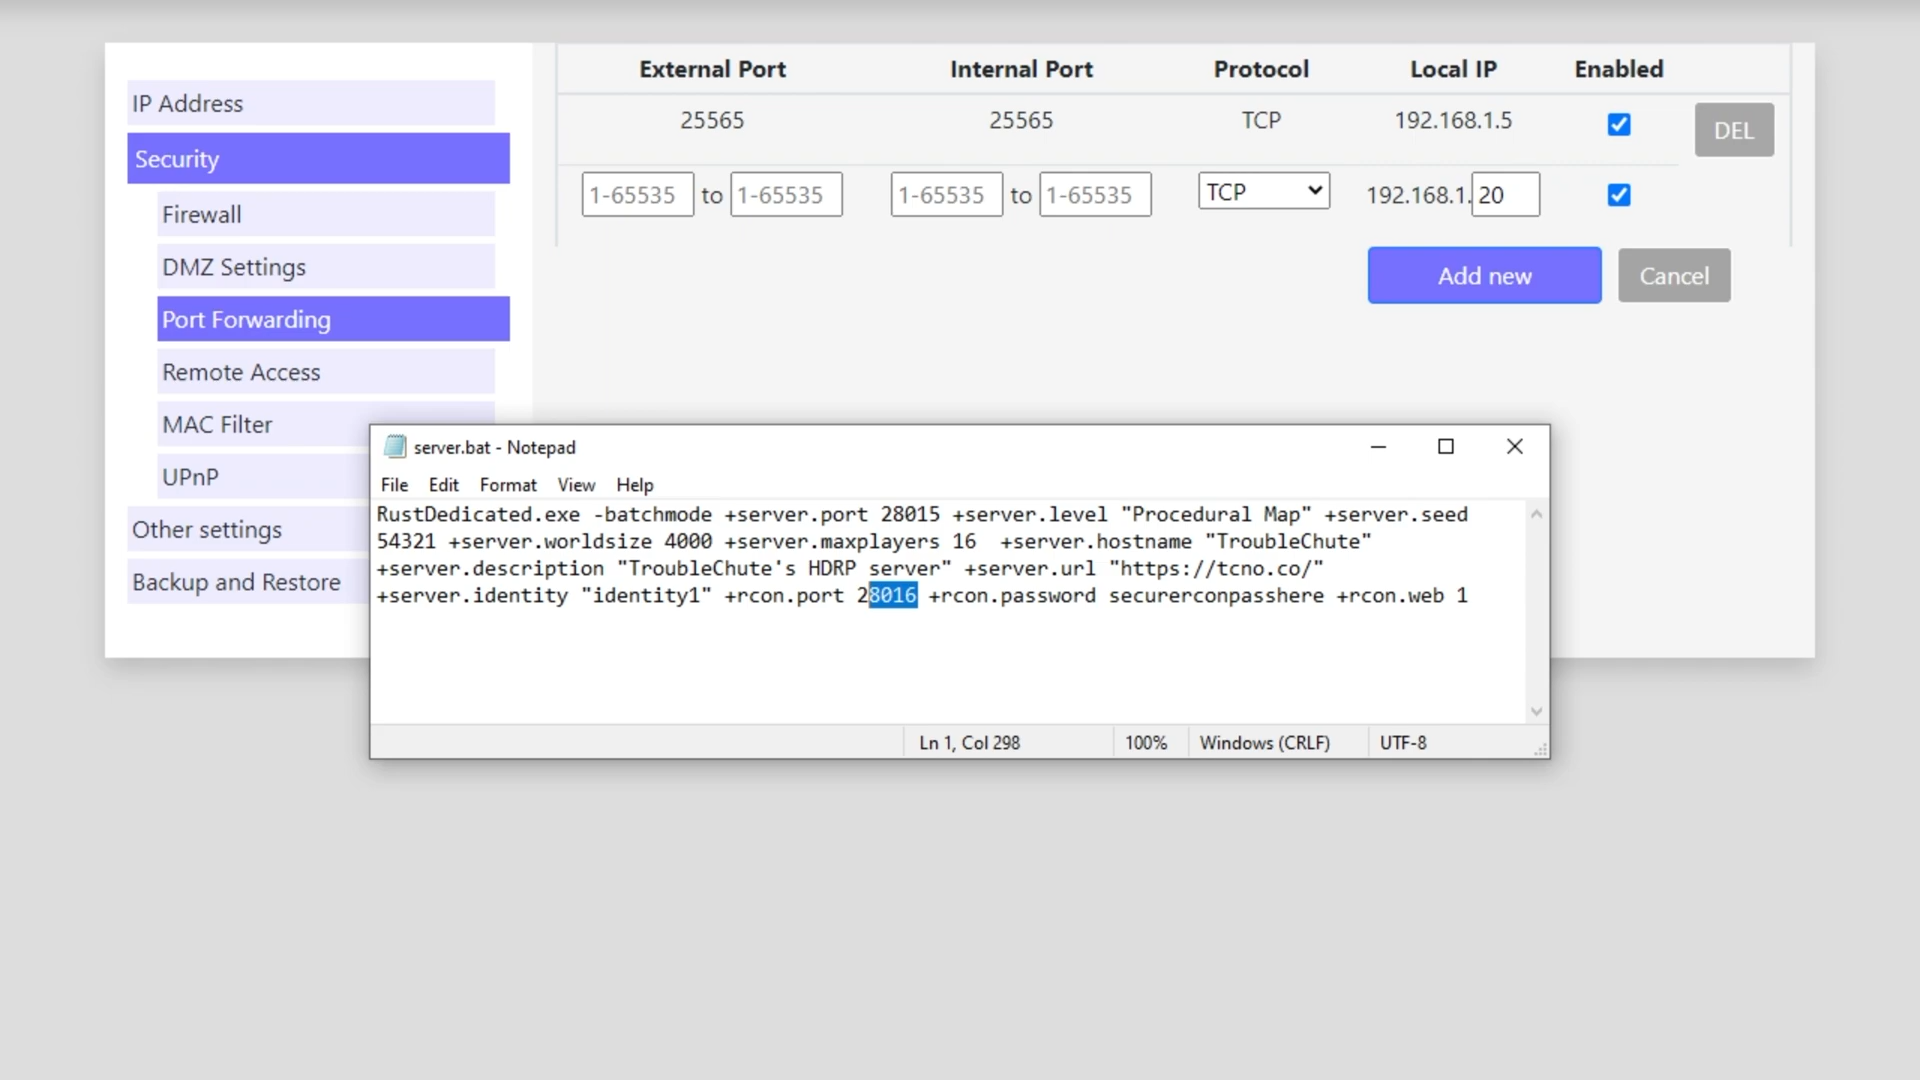 External Port Internal Port Protocol Local IP Enabled
25565 25565 TCP 192.168.1.5 DEL
1-65535 to 1-65535 1-65535 to 1-65535 TCP 192.168.1.20
Add new Cancel
IP Address
Security
Firewall
DMZ Settings
Port Forwarding
Remote Access
MAC Filter
UPnP
Other settings
Backup and Restore
server.bat - Notepad
File Edit Format View Help
RustDedicated.exe -batchmode +server.port 28015 +server.level "Procedural Map" +server.seed
54321 +server.worldsize 4000 +server.maxplayers 16  +server.hostname "TroubleChute"
+server.description "TroubleChute's HDRP server" +server.url "https://tcno.co/"
+server.identity "identity1" +rcon.port 28016 +rcon.password securerconpasshere +rcon.web 1
Ln 1, Col 298 100% Windows (CRLF) UTF-8